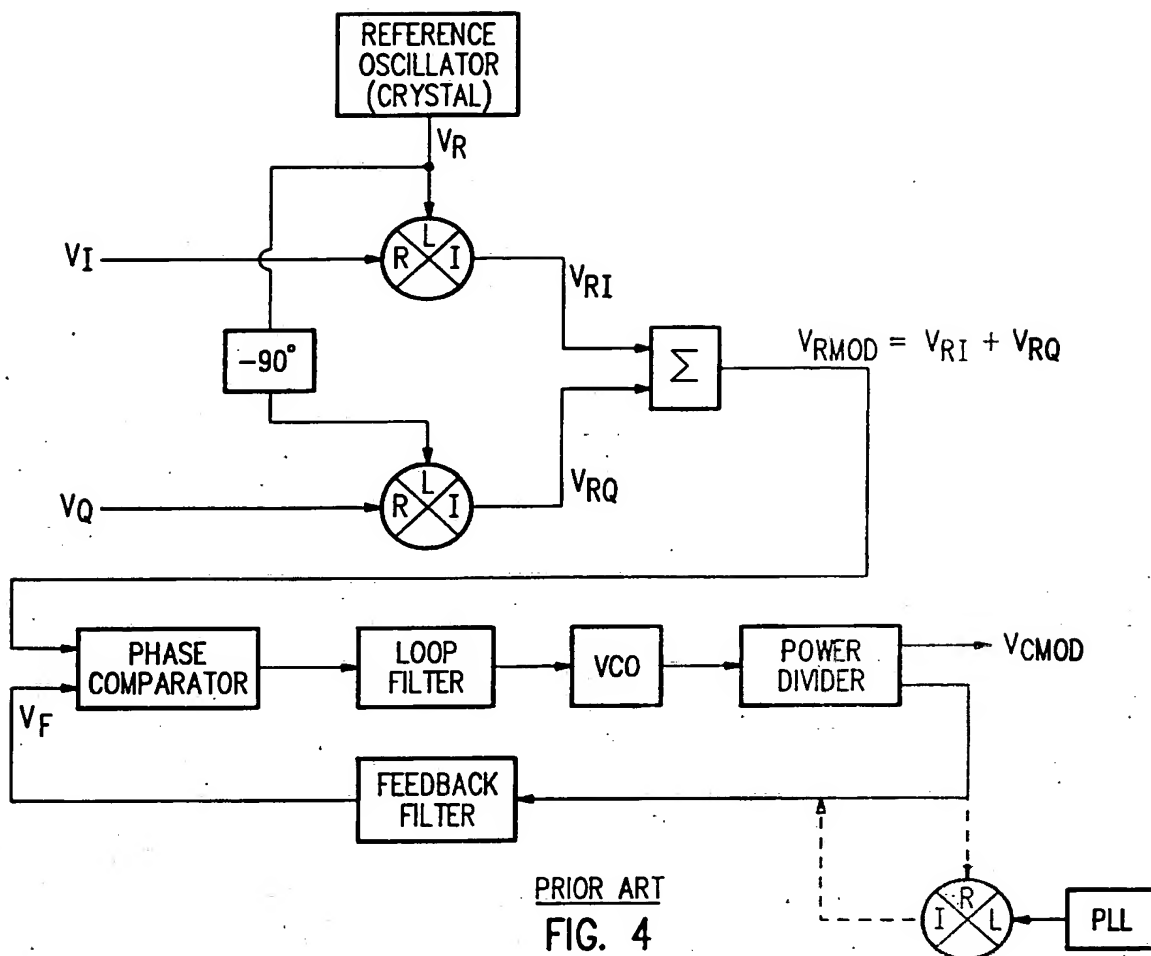 REFERENCE
OSCILLATOR
(CRYSTAL)
VR
VI
R L I
VRI
-90°
Σ
VRMOD = VRI + VRQ
VQ
R L I
VRQ
PHASE
COMPARATOR
LOOP
FILTER
VCO
POWER
DIVIDER
VCMOD
VF
FEEDBACK
FILTER
I R L
PLL
PRIOR ART
FIG. 4